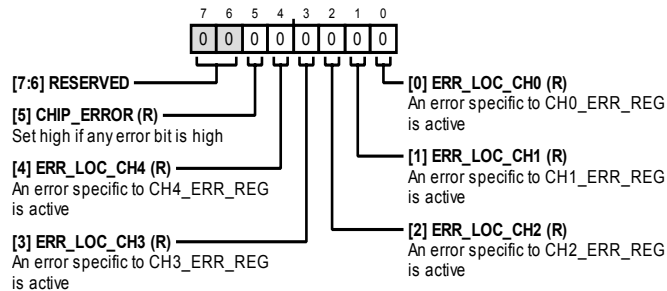 7 6 5 4 3 2 1 0
0 0 0 0 0 0 0 0
[7:6] RESERVED
[5] CHIP_ERROR (R)
Set high if any error bit is high
[4] ERR_LOC_CH4 (R)
An error specific to CH4_ERR_REG
is active
[3] ERR_LOC_CH3 (R)
An error specific to CH3_ERR_REG
is active
[0] ERR_LOC_CH0 (R)
An error specific to CH0_ERR_REG
is active
[1] ERR_LOC_CH1 (R)
An error specific to CH1_ERR_REG
is active
[2] ERR_LOC_CH2 (R)
An error specific to CH2_ERR_REG
is active